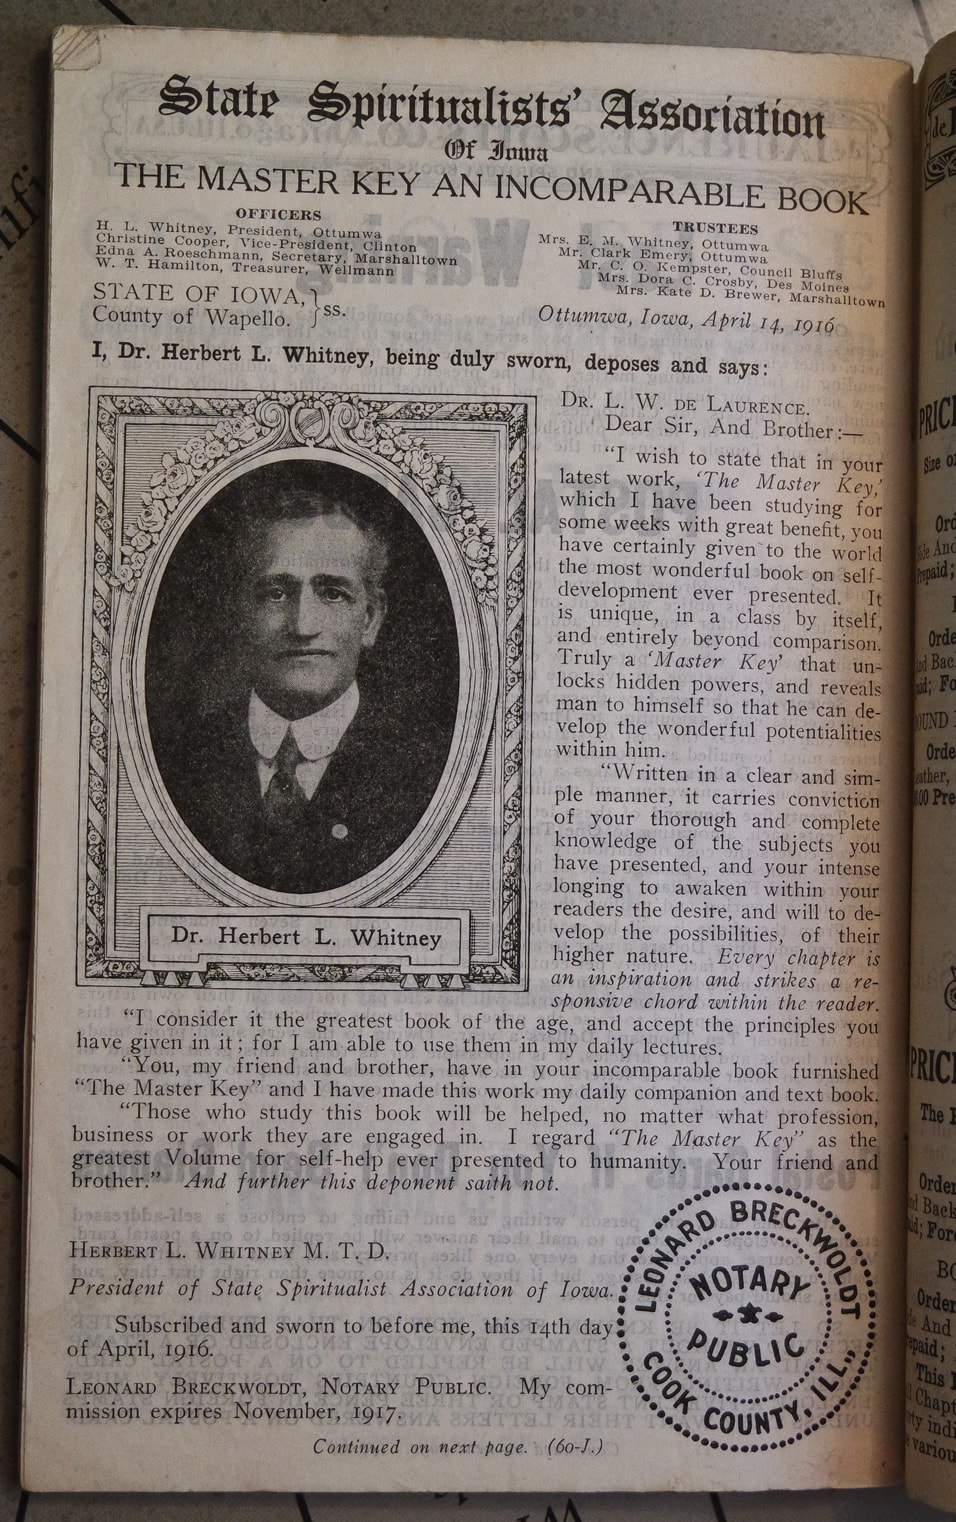 State Spiritualists' Association
Of Iowa
THE MASTER KEY AN INCOMPARABLE BOOK
OFFICERS
H. L. Whitney, President, Ottumwa
Christine Cooper, Vice-President, Clinton
Edna A. Roeschmann, Secretary, Marshalltown
W. T. Hamilton, Treasurer, Wellmann
TRUSTEES
Mrs. E. M. Whitney, Ottumwa
Mr. Clark Emery, Ottumwa
Mr. C. O. Kempster, Council Bluffs
Mrs. Dora C. Crosby, Des Moines
Mrs. Kate D. Brewer, Marshalltown
STATE OF IOWA,
County of Wapello. } ss.
Ottumwa, Iowa, April 14, 1916
I, Dr. Herbert L. Whitney, being duly sworn, deposes and says:
DR. L. W. DE LAURENCE.
Dear Sir, And Brother:—
"I wish to state that in your
latest work, 'The Master Key,'
which I have been studying for
some weeks with great benefit, you
have certainly given to the world
the most wonderful book on self-
development ever presented. It
is unique, in a class by itself,
and entirely beyond comparison.
Truly a 'Master Key' that un-
locks hidden powers, and reveals
man to himself so that he can de-
velop the wonderful potentialities
within him.
"Written in a clear and sim-
ple manner, it carries conviction
of your thorough and complete
knowledge of the subjects you
have presented, and your intense
longing to awaken within your
readers the desire, and will to de-
velop the possibilities, of their
higher nature. Every chapter is
an inspiration and strikes a re-
sponsive chord within the reader.
Dr. Herbert L. Whitney
"I consider it the greatest book of the age, and accept the principles you
have given in it; for I am able to use them in my daily lectures.
"You, my friend and brother, have in your incomparable book furnished
"The Master Key" and I have made this work my daily companion and text book.
"Those who study this book will be helped, no matter what profession,
business or work they are engaged in. I regard "The Master Key" as the
greatest Volume for self-help ever presented to humanity. Your friend and
brother." And further this deponent saith not.
HERBERT L. WHITNEY M. T. D.
President of State Spiritualist Association of Iowa.
Subscribed and sworn to before me, this 14th day
of April, 1916.
LEONARD BRECKWOLDT, NOTARY PUBLIC. My com-
mission expires November, 1917.
Continued on next page. (60-J.)
LEONARD BRECKWOLDT
NOTARY
PUBLIC
COOK COUNTY, ILL,